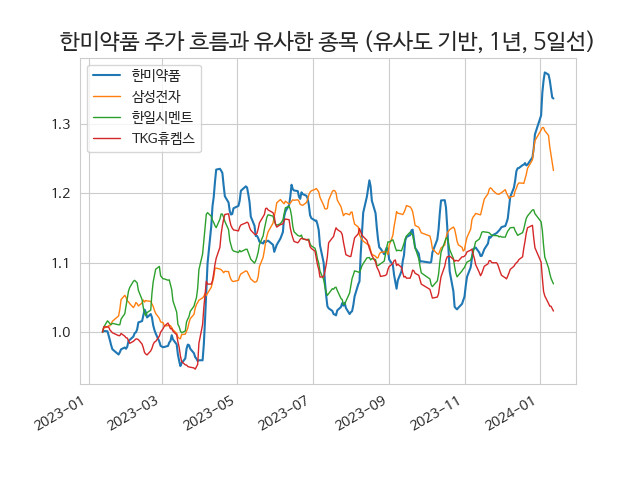 한미약품 주가 흐름과 유사한 종목 (유사도 기반, 1년, 5일선)
한미약품
삼성전자
한일시멘트
TKG휴켐스
1.3
1.2
1.1
1.0
2023-01
2023-03
2023-05
2023-07
2023-09
2023-11
2024-01